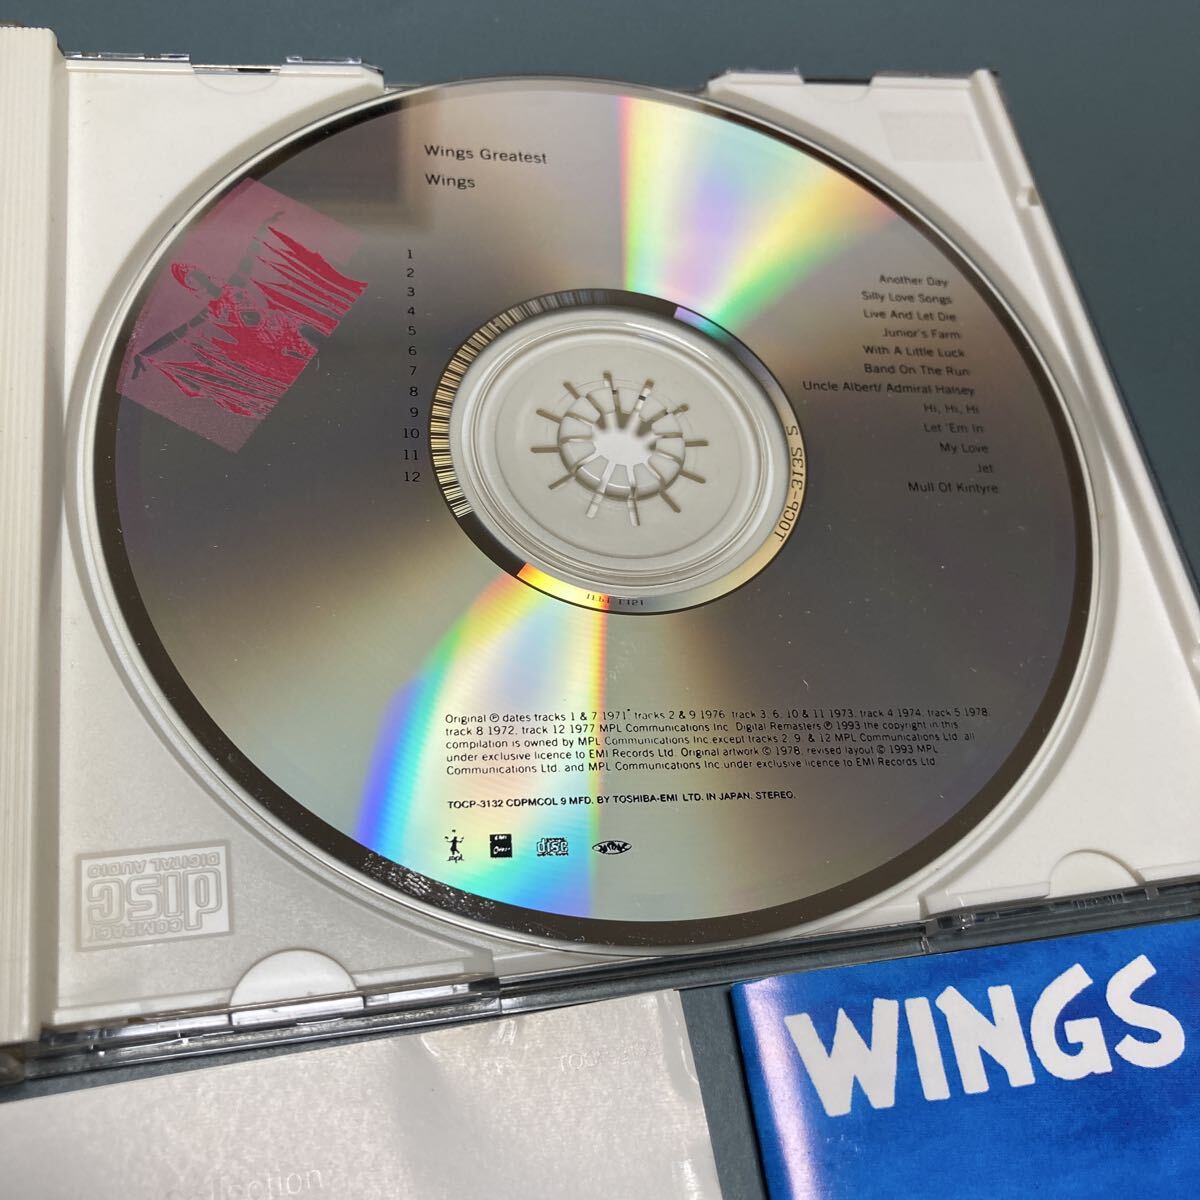 Wings Greatest
Wings
1 Another Day
2 Silly Love Songs
3 Live And Let Die
4 Junior's Farm
5 With A Little Luck
6 Band On The Run
7 Uncle Albert/ Admiral Halsey
8 Hi, Hi, Hi
9 Let 'Em In
10 My Love
11 Jet
12 Mull Of Kintyre
TOCP-3135 S
Original ℗ dates tracks 1 & 7 1971 tracks 2 & 9 1976, track 3, 6, 10 & 11 1973, track 4 1974, track 5 1978,
track 8 1972, track 12 1977 MPL Communications Inc. Digital Remasters ℗ 1993 the copyright in this
compilation is owned by MPL Communications Inc.except tracks 2, 9, & 12 MPL Communications Ltd. all
under exclusive licence to EMI Records Ltd. Original artwork © 1978, revised layout © 1993 MPL
Communications Ltd. and MPL Communications Inc.under exclusive licence to EMI Records Ltd.
TOCP-3132 CDPMCOL 9 MFD. BY TOSHIBA-EMI LTD. IN JAPAN. STEREO.
mpl
disc
JASRAC
COMPACT
disc
DIGITAL AUDIO
WINGS